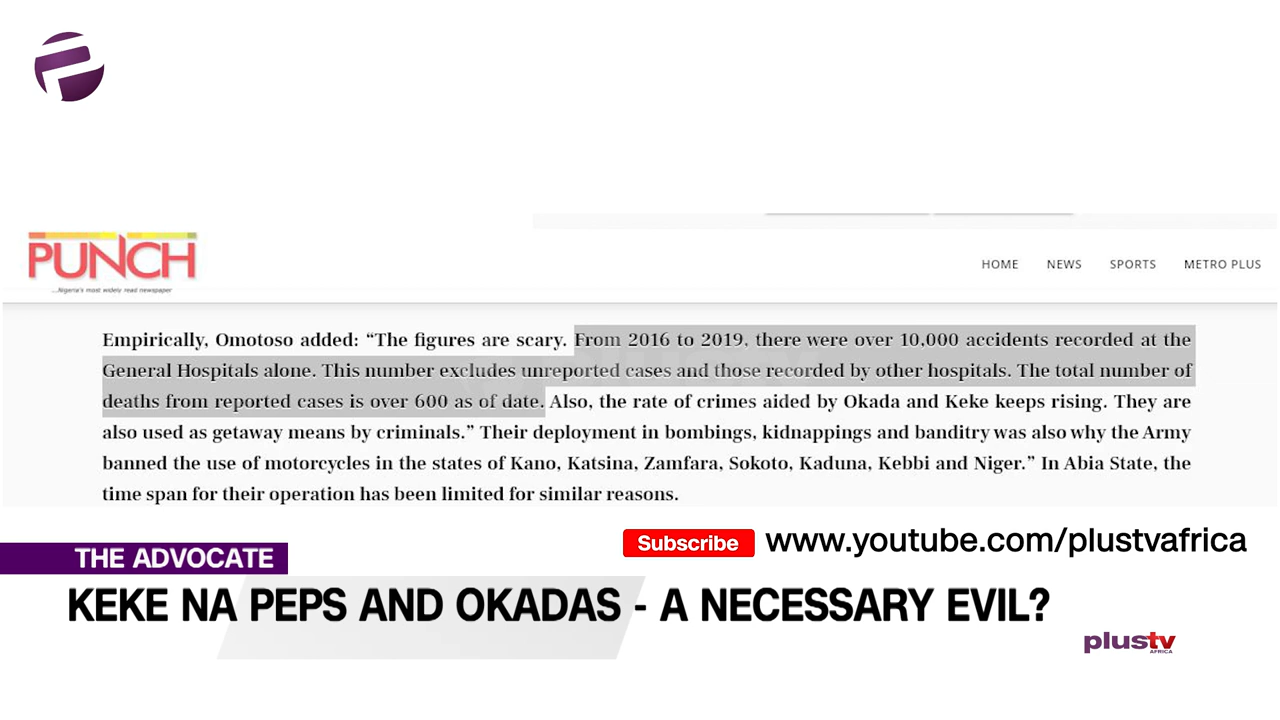 PUNCH
...Nigeria's most widely read newspaper
HOME NEWS SPORTS METRO PLUS
Empirically, Omotoso added: “The figures are scary. From 2016 to 2019, there were over 10,000 accidents recorded at the
General Hospitals alone. This number excludes unreported cases and those recorded by other hospitals. The total number of
deaths from reported cases is over 600 as of date. Also, the rate of crimes aided by Okada and Keke keeps rising. They are
also used as getaway means by criminals.” Their deployment in bombings, kidnappings and banditry was also why the Army
banned the use of motorcycles in the states of Kano, Katsina, Zamfara, Sokoto, Kaduna, Kebbi and Niger.” In Abia State, the
time span for their operation has been limited for similar reasons.
Subscribe www.youtube.com/plustvafrica
THE ADVOCATE
KEKE NA PEPS AND OKADAS - A NECESSARY EVIL?
plustv
AFRICA